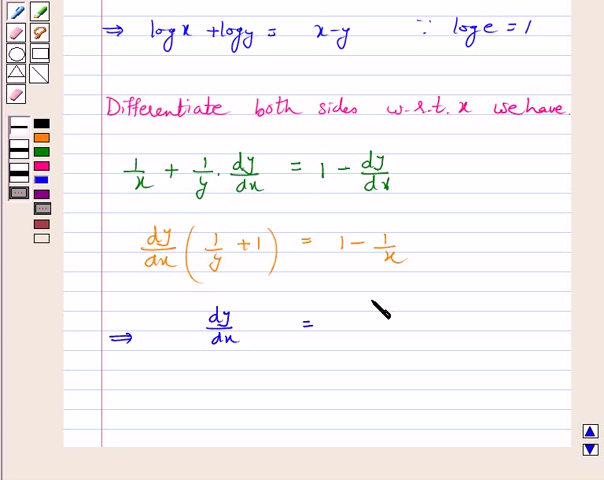 ⇒ log x + log y = x - y ∵ log e = 1
Differentiate both sides w.r.t. x we have.
1/x + 1/y . dy/dx = 1 - dy/dx
dy/dx ( 1/y + 1 ) = 1 - 1/x
⇒ dy/dx =